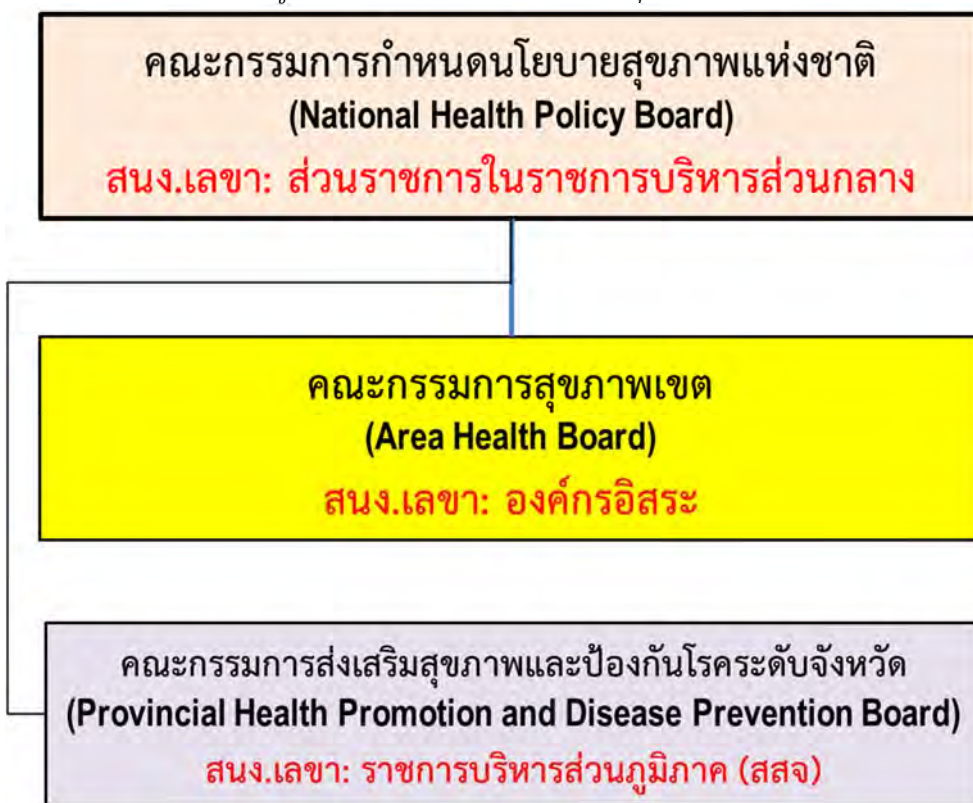 คณะกรรมการกำหนดนโยบายสุขภาพแห่งชาติ
(National Health Policy Board)
สนง.เลขา: ส่วนราชการในราชการบริหารส่วนกลาง
คณะกรรมการสุขภาพเขต
(Area Health Board)
สนง.เลขา: องค์กรอิสระ
คณะกรรมการส่งเสริมสุขภาพและป้องกันโรคระดับจังหวัด
(Provincial Health Promotion and Disease Prevention Board)
สนง.เลขา: ราชการบริหารส่วนภูมิภาค (สสจ)